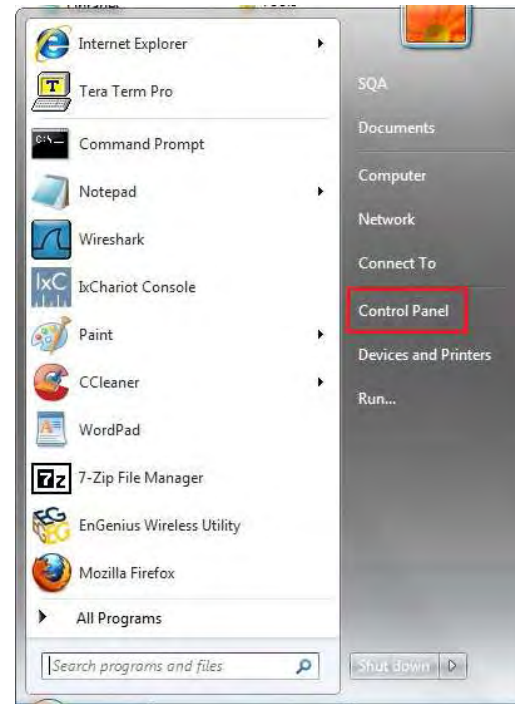 Internet Explorer
Tera Term Pro
Command Prompt
Notepad
Wireshark
IxC
IxChariot Console
Paint
CCleaner
WordPad
7z
7-Zip File Manager
EnGenius Wireless Utility
Mozilla Firefox
All Programs
Search programs and files
SQA
Documents
Computer
Network
Connect To
Control Panel
Devices and Printers
Run...
Shut down